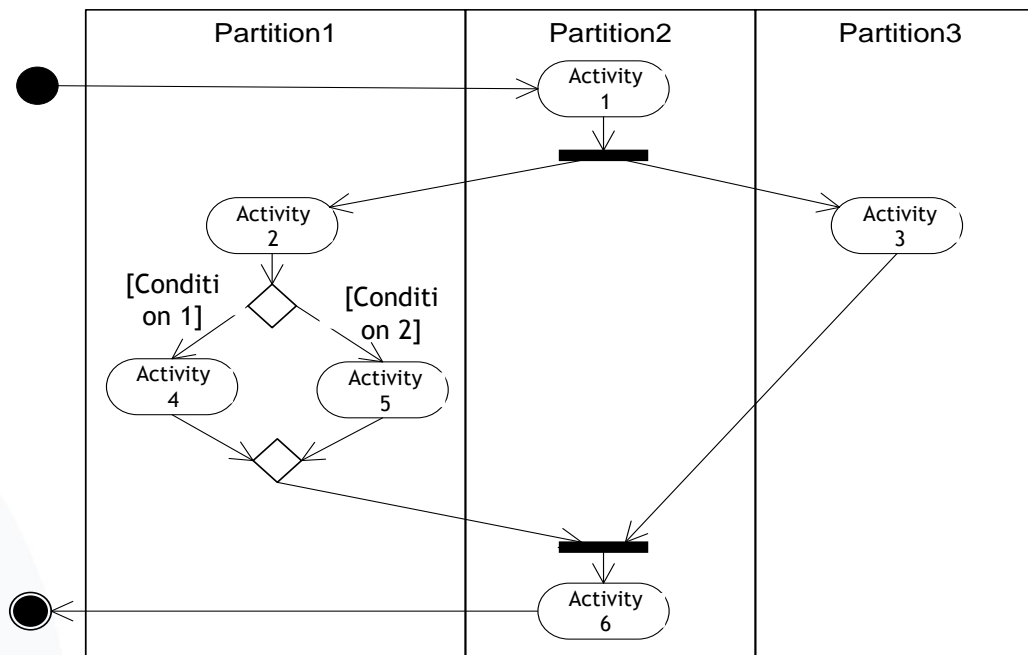 Partition1
Partition2
Partition3
Activity
1
Activity
2
Activity
3
[Conditi
on 1]
[Conditi
on 2]
Activity
4
Activity
5
Activity
6